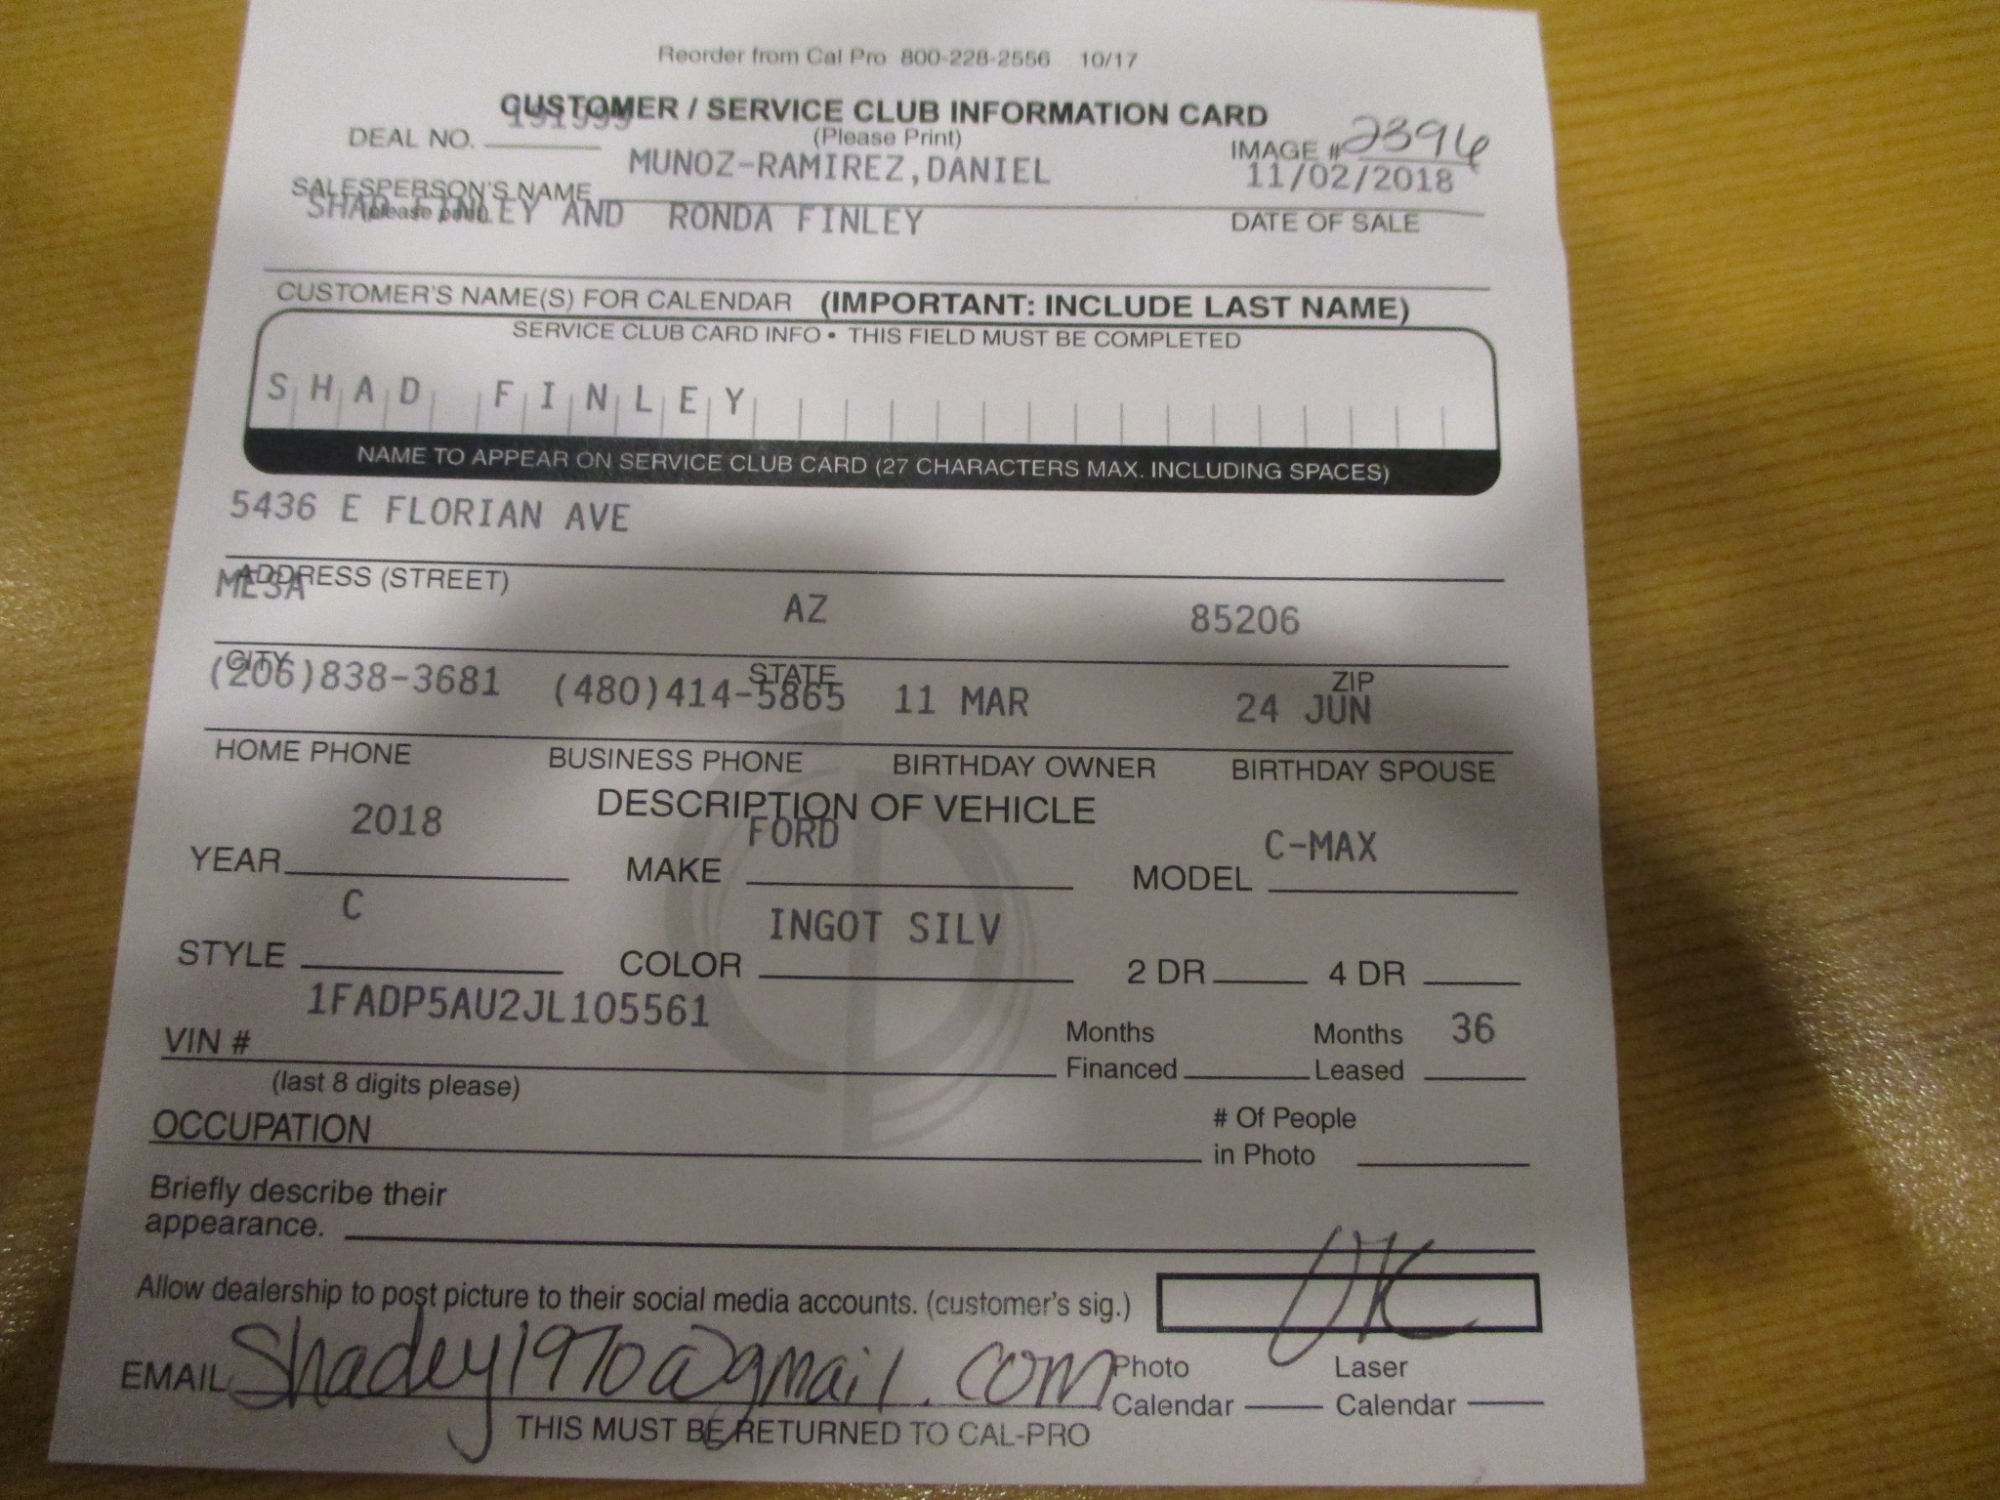 Reorder from Cal Pro 800-228-2556 10/17
CUSTOMER / SERVICE CLUB INFORMATION CARD
DEAL NO. (Please Print) IMAGE # 2396
MUNOZ-RAMIREZ,DANIEL 11/02/2018
SALESPERSON'S NAME
(please print) DATE OF SALE
SHAD FINLEY AND RONDA FINLEY
CUSTOMER'S NAME(S) FOR CALENDAR (IMPORTANT: INCLUDE LAST NAME)
SERVICE CLUB CARD INFO • THIS FIELD MUST BE COMPLETED
SHAD FINLEY
NAME TO APPEAR ON SERVICE CLUB CARD (27 CHARACTERS MAX. INCLUDING SPACES)
5436 E FLORIAN AVE
ADDRESS (STREET)
MESA AZ 85206
CITY STATE ZIP
(206)838-3681 (480)414-5865 11 MAR 24 JUN
HOME PHONE BUSINESS PHONE BIRTHDAY OWNER BIRTHDAY SPOUSE
DESCRIPTION OF VEHICLE
YEAR 2018 MAKE FORD MODEL C-MAX
STYLE C COLOR INGOT SILV 2 DR 4 DR
VIN # 1FADP5AU2JL105561 Months Financed Months Leased 36
(last 8 digits please)
OCCUPATION # Of People in Photo
Briefly describe their
appearance.
Allow dealership to post picture to their social media accounts. (customer's sig.)
EMAIL Shadey1970@gmail.com Photo Calendar Laser Calendar
THIS MUST BE RETURNED TO CAL-PRO